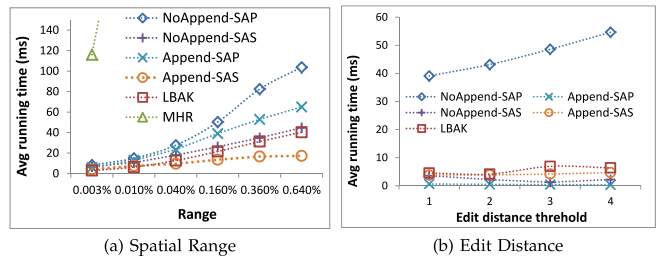 140
120
100
80
60
40
20
0
Avg running time (ms)
NoAppend-SAP
NoAppend-SAS
Append-SAP
Append-SAS
LBAK
MHR
0.003% 0.010% 0.040% 0.160% 0.360% 0.640%
Range
(a) Spatial Range
60
50
40
30
20
10
0
Avg running time (ms)
NoAppend-SAP Append-SAP
NoAppend-SAS Append-SAS
LBAK
1 2 3 4
Edit distance threhold
(b) Edit Distance